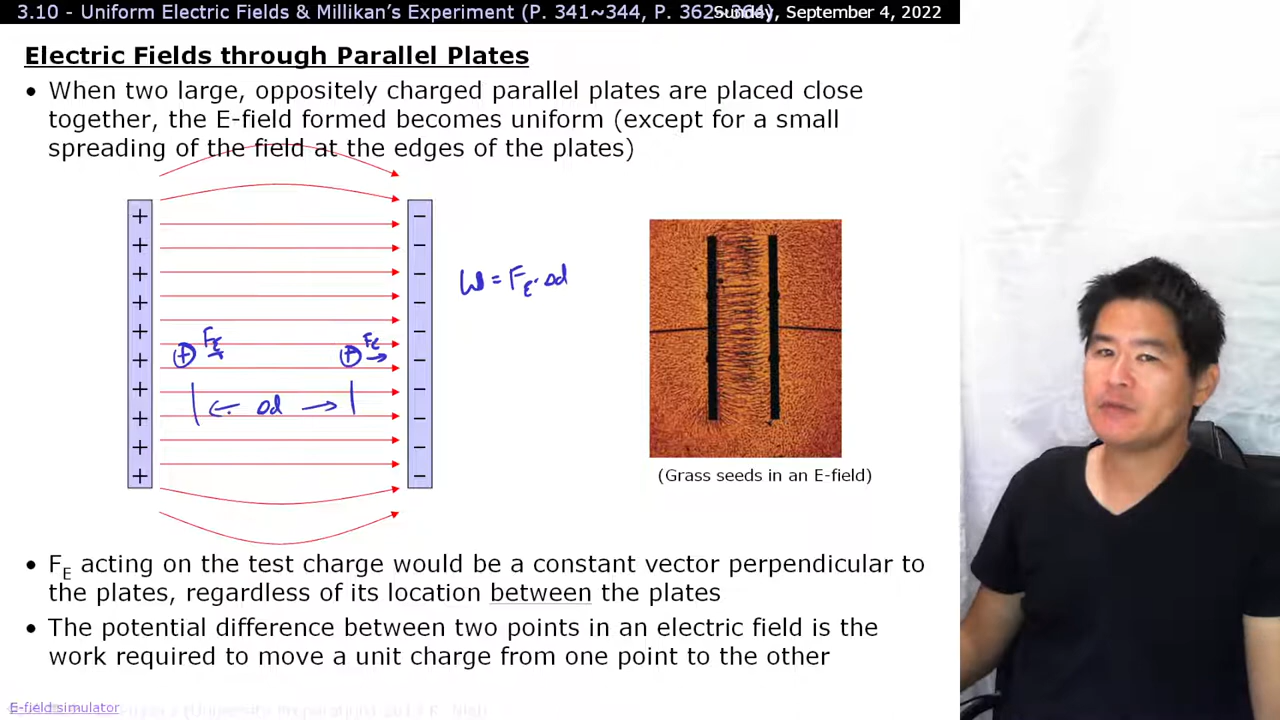 3.10 - Uniform Electric Fields & Millikan's Experiment (P. 341~344, P. 362~364)
Sunday, September 4, 2022
Electric Fields through Parallel Plates
• When two large, oppositely charged parallel plates are placed close
together, the E-field formed becomes uniform (except for a small
spreading of the field at the edges of the plates)
+ −
+ −
+ −
+ −
+ −
+ −
+ −
+ −
+ −
+ −
W = FE · Δd
+ FE
+ FE
Δd
(Grass seeds in an E-field)
• FE acting on the test charge would be a constant vector perpendicular to
the plates, regardless of its location between the plates
• The potential difference between two points in an electric field is the
work required to move a unit charge from one point to the other
E-field simulator